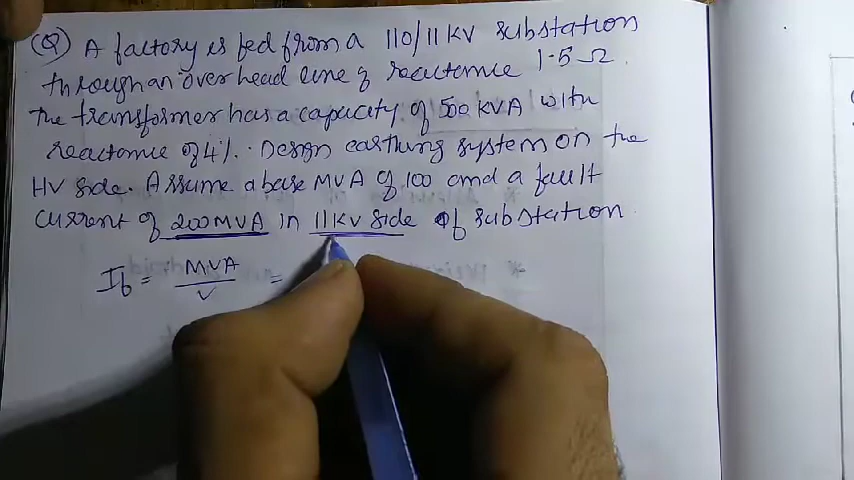 (Q) A factory is fed from a 110/11 KV substation
through an overhead line of reactance 1.5 Ω.
The transformer has a capacity of 500 KVA with
reactance of 4%. Design earthing system on the
HV side. Assume a base MVA of 100 and a fault
current of 200MVA in 11KV side of substation
Ib = MVA / V =